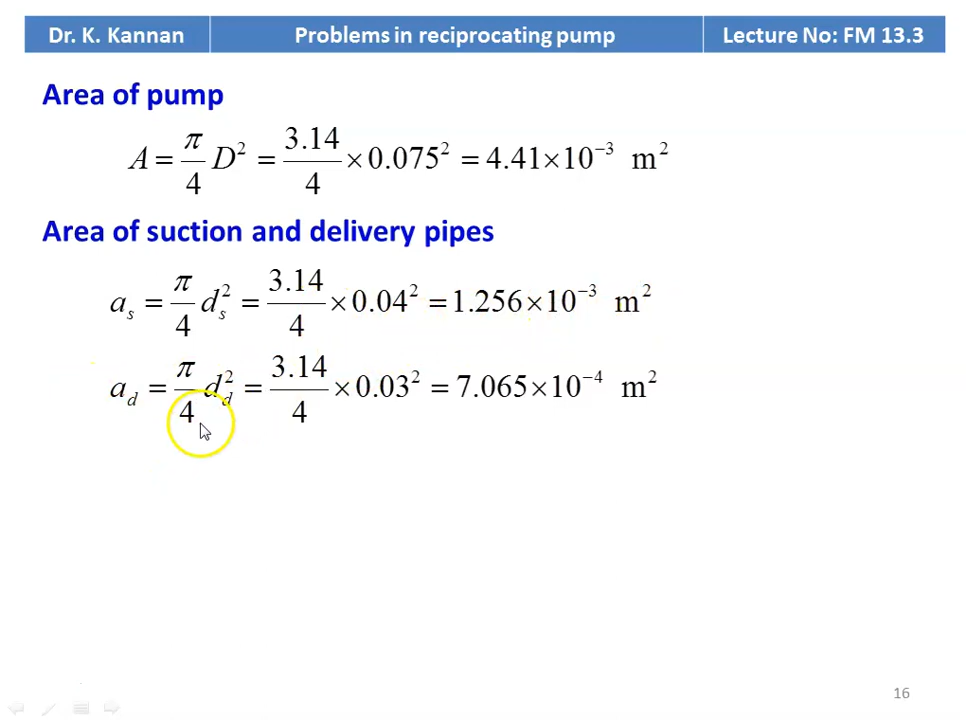 Dr. K. Kannan Problems in reciprocating pump Lecture No: FM 13.3
Area of pump
A = π/4 D² = 3.14/4 × 0.075² = 4.41×10⁻³ m²
Area of suction and delivery pipes
aₛ = π/4 dₛ² = 3.14/4 × 0.04² = 1.256×10⁻³ m²
a_d = π/4 d_d² = 3.14/4 × 0.03² = 7.065×10⁻⁴ m²
16